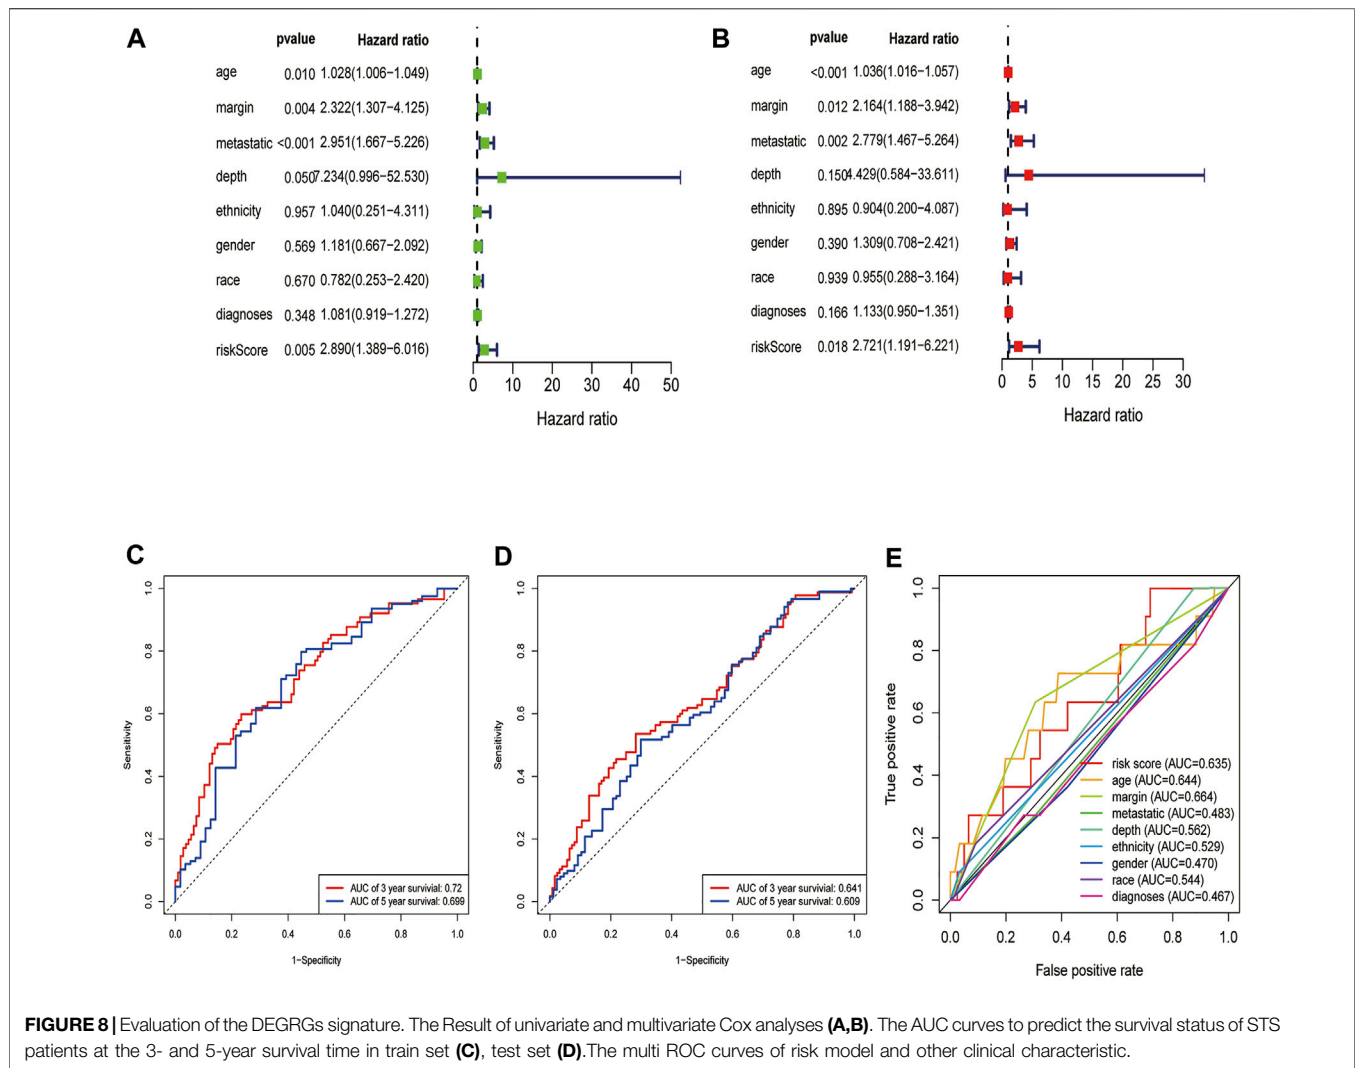 A
pvalue Hazard ratio
age 0.010 1.028(1.006−1.049)
margin 0.004 2.322(1.307−4.125)
metastatic <0.001 2.951(1.667−5.226)
depth 0.050 7.234(0.996−52.530)
ethnicity 0.957 1.040(0.251−4.311)
gender 0.569 1.181(0.667−2.092)
race 0.670 0.782(0.253−2.420)
diagnoses 0.348 1.081(0.919−1.272)
riskScore 0.005 2.890(1.389−6.016)
0 10 20 30 40 50
Hazard ratio
B
pvalue Hazard ratio
age <0.001 1.036(1.016−1.057)
margin 0.012 2.164(1.188−3.942)
metastatic 0.002 2.779(1.467−5.264)
depth 0.150 4.429(0.584−33.611)
ethnicity 0.895 0.904(0.200−4.087)
gender 0.390 1.309(0.708−2.421)
race 0.939 0.955(0.288−3.164)
diagnoses 0.166 1.133(0.950−1.351)
riskScore 0.018 2.721(1.191−6.221)
0 5 10 15 20 25 30
Hazard ratio
C
Sensitivity
1.0
0.8
0.6
0.4
0.2
0.0
AUC of 3 year survivial: 0.72
AUC of 5 year survivial: 0.699
0.0 0.2 0.4 0.6 0.8 1.0
1−Specificity
D
Sensitivity
1.0
0.8
0.6
0.4
0.2
0.0
AUC of 3 year survivial: 0.641
AUC of 5 year survivial: 0.609
0.0 0.2 0.4 0.6 0.8 1.0
1−Specificity
E
True positive rate
1.0
0.8
0.6
0.4
0.2
0.0
risk score (AUC=0.635)
age (AUC=0.644)
margin (AUC=0.664)
metastatic (AUC=0.483)
depth (AUC=0.562)
ethnicity (AUC=0.529)
gender (AUC=0.470)
race (AUC=0.544)
diagnoses (AUC=0.467)
0.0 0.2 0.4 0.6 0.8 1.0
False positive rate
FIGURE 8 | Evaluation of the DEGRGs signature. The Result of univariate and multivariate Cox analyses (A,B). The AUC curves to predict the survival status of STS
patients at the 3- and 5-year survival time in train set (C), test set (D).The multi ROC curves of risk model and other clinical characteristic.